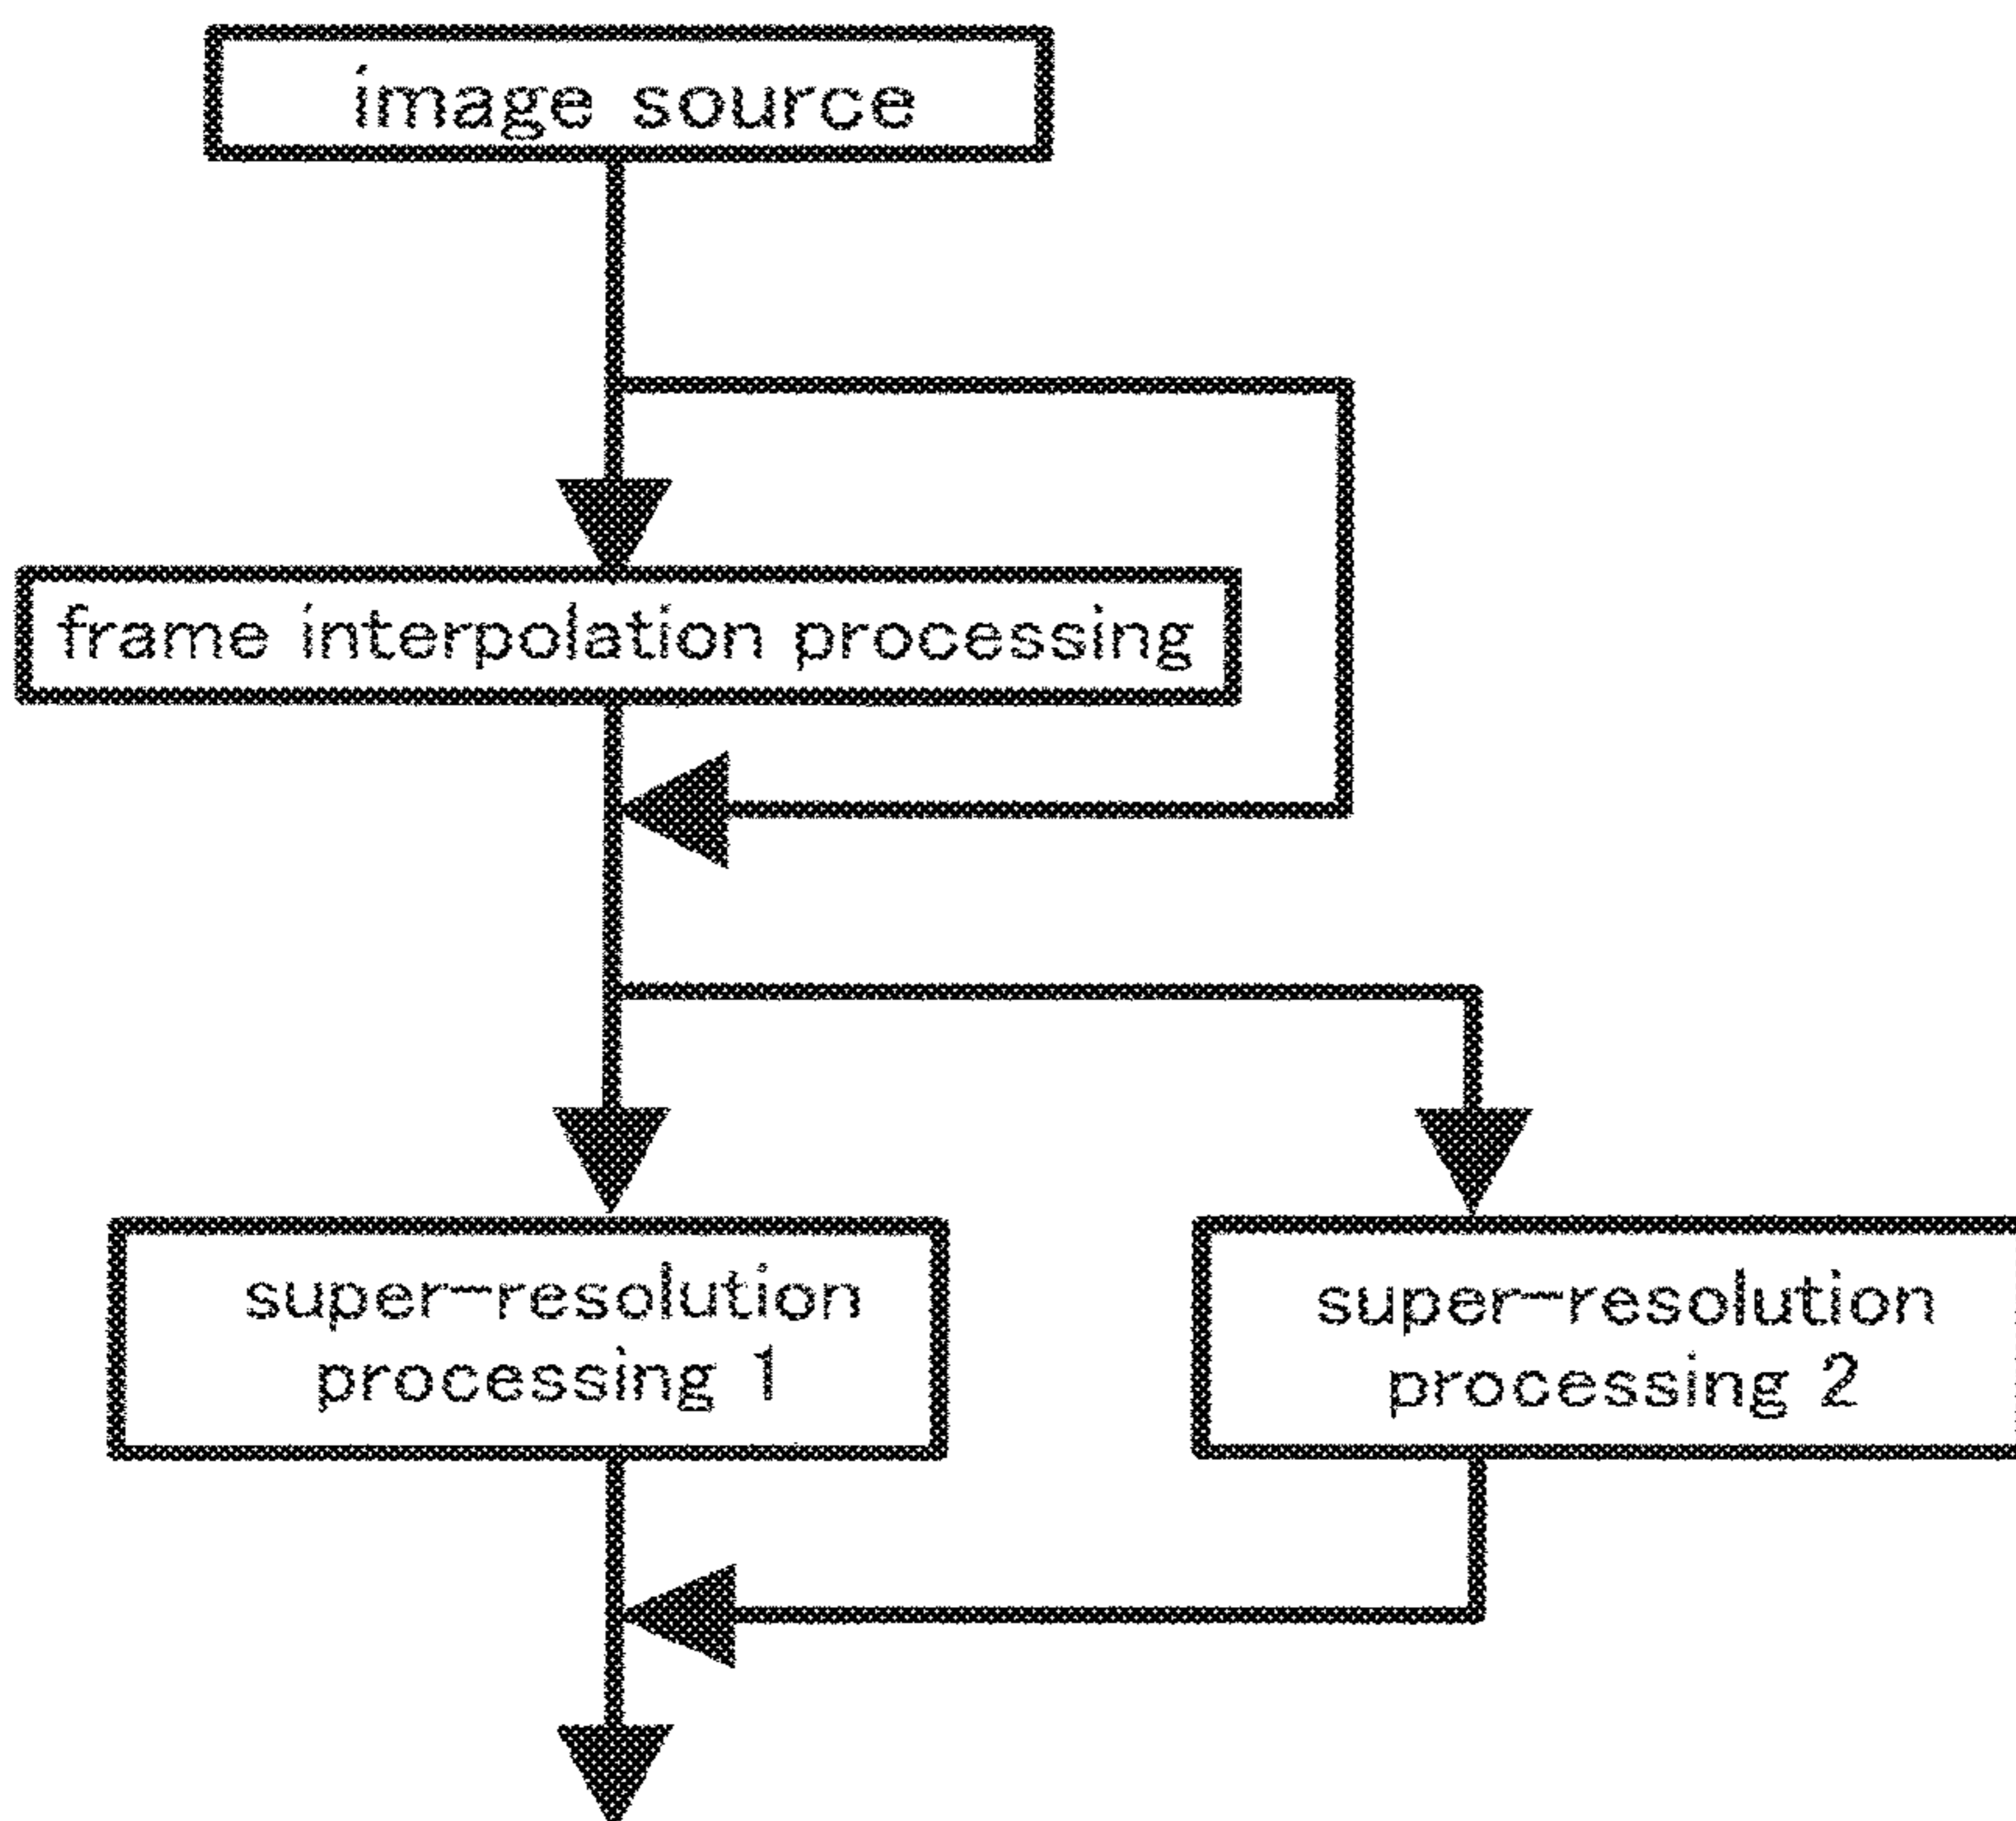 image source
frame interpolation processing
super-resolution
processing 1
super-resolution
processing 2